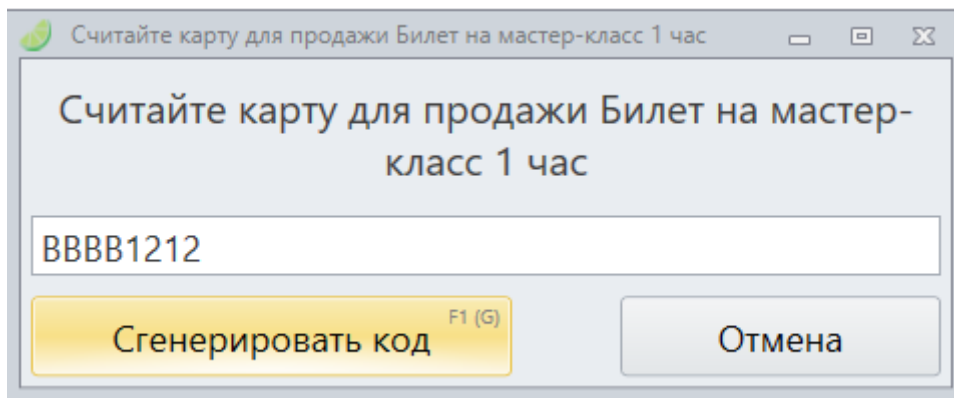 Считайте карту для продажи Билет на мастер-класс 1 час
Считайте карту для продажи Билет на мастер-
класс 1 час
BBBB1212
Сгенерировать код
F1 (G)
Отмена